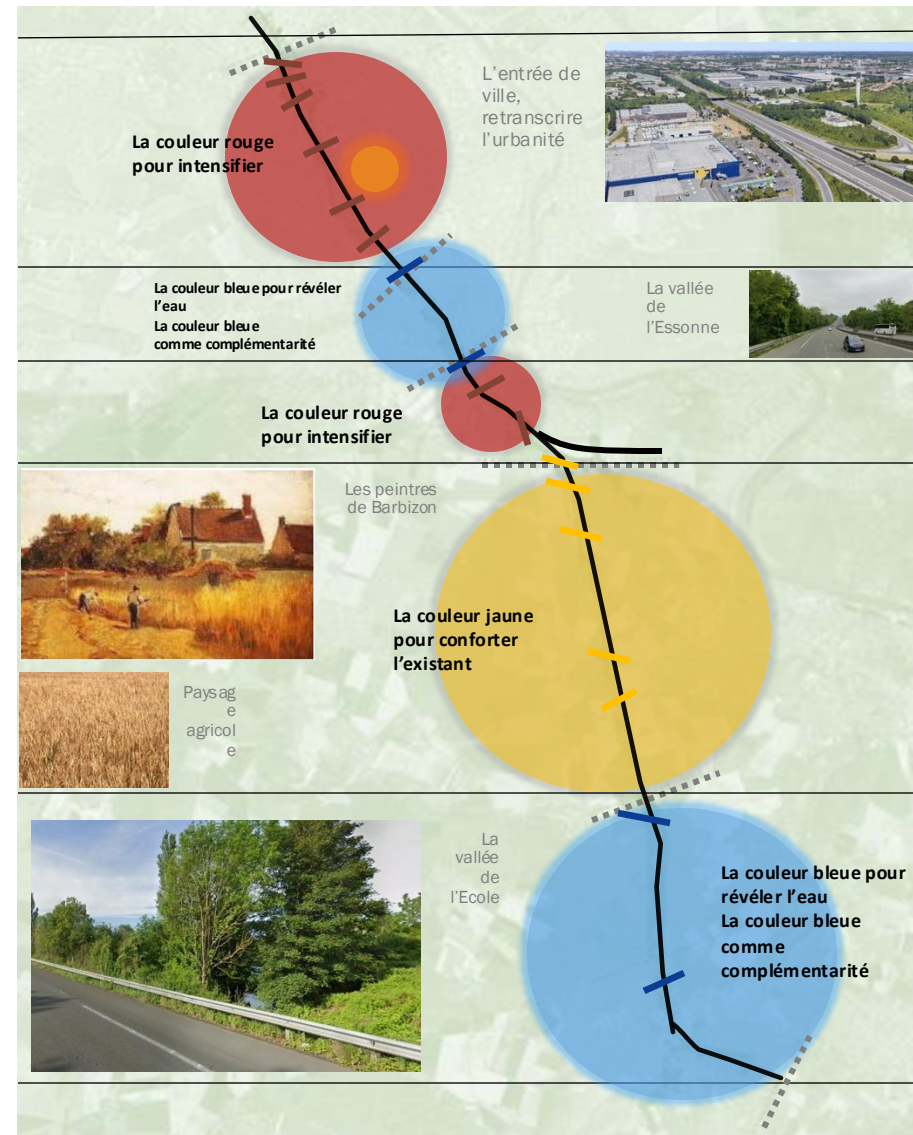 L'entrée de
ville,
retranscrire
l'urbanité
La couleur rouge
pour intensifier
La couleur bleue pour révéler
l'eau
La couleur bleue
comme complémentarité
La vallée
de
l'Essonne
La couleur rouge
pour intensifier
Les peintres
de Barbizon
La couleur jaune
pour conforter
l'existant
Paysag
e
agricol
e
La
vallée
de
l'Ecole
La couleur bleue pour
révéler l'eau
La couleur bleue
comme
complémentarité